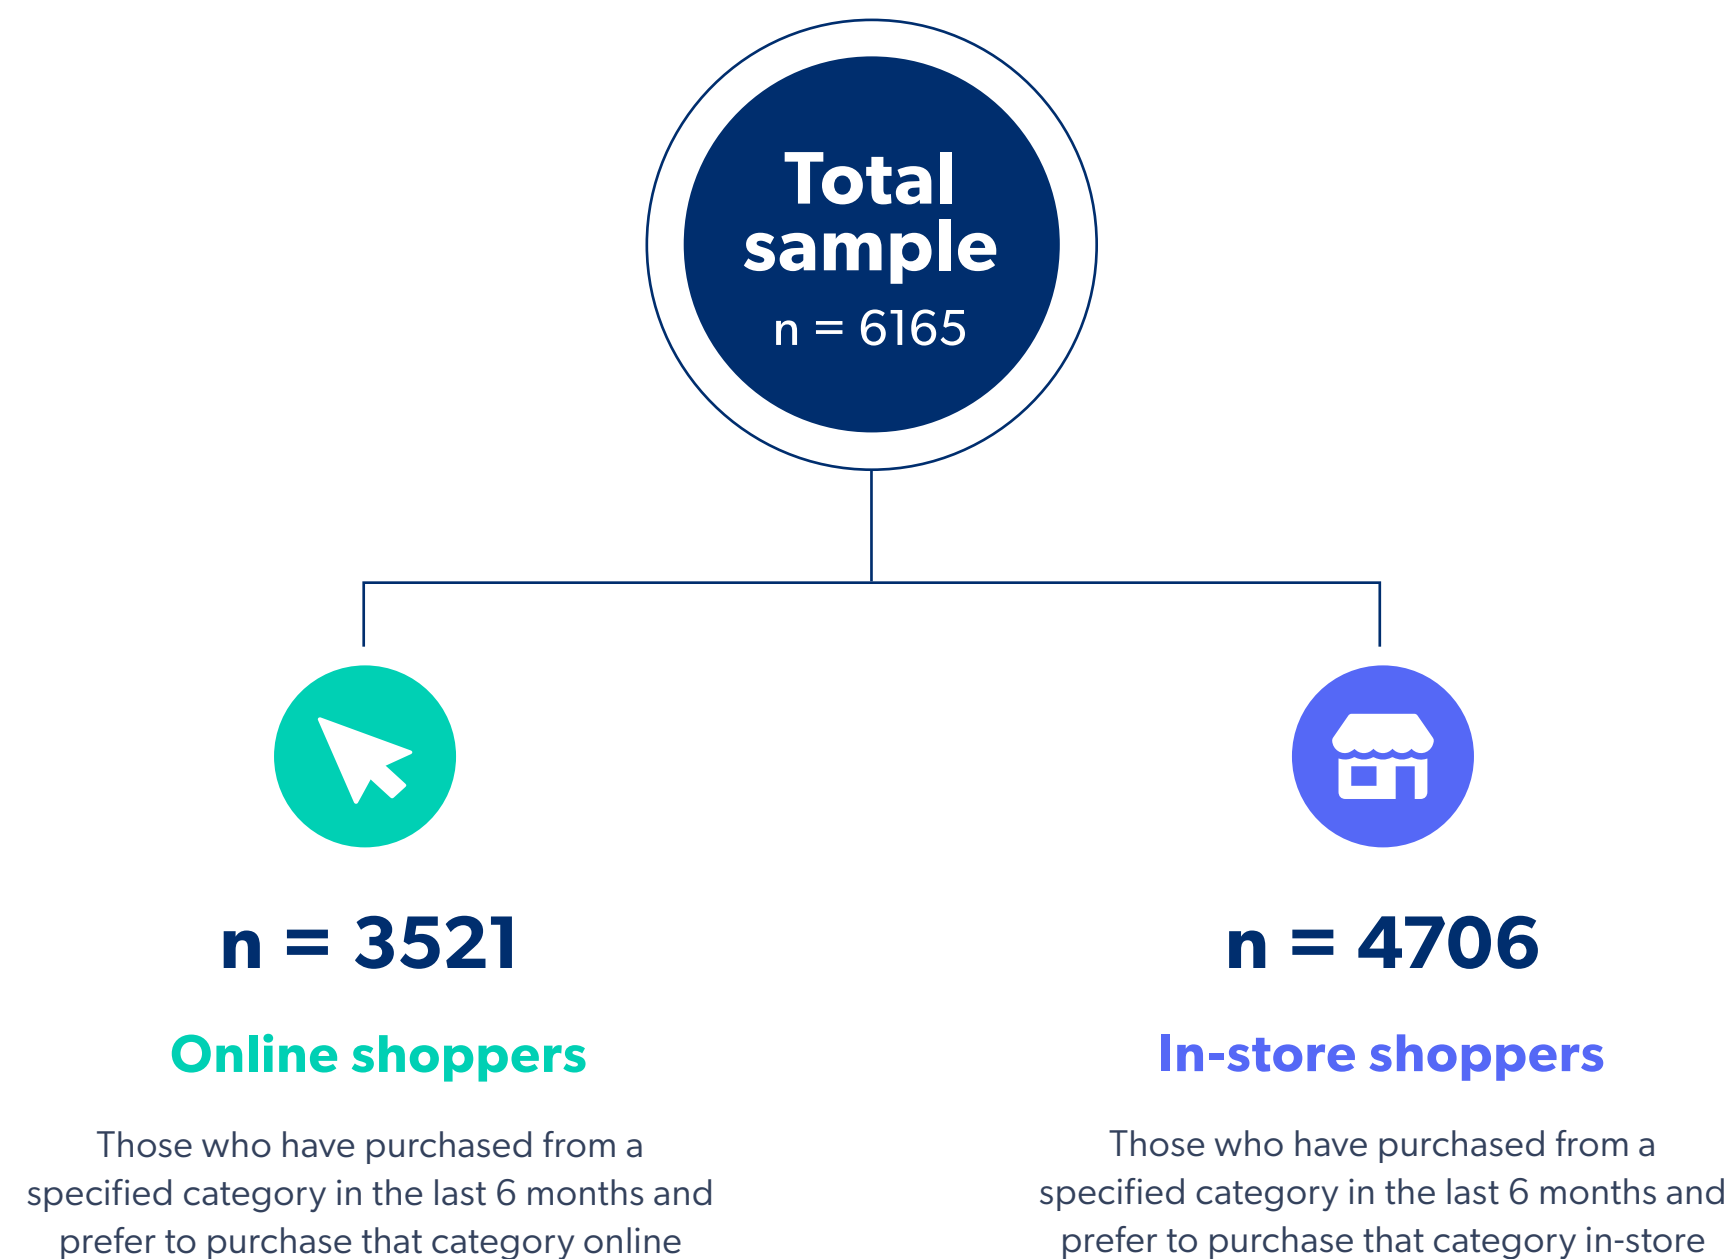 Total
sample
n = 6165
n = 3521
Online shoppers
Those who have purchased from a
specified category in the last 6 months and
prefer to purchase that category online
n = 4706
In-store shoppers
Those who have purchased from a
specified category in the last 6 months and
prefer to purchase that category in-store